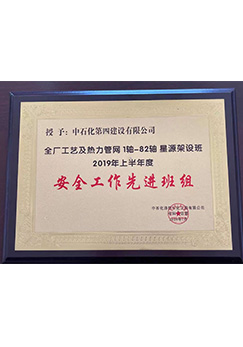 授 予:中石化第四建设有限公司
全厂工艺及热力管网1轴-82轴 星源架设班
2019年上半年度
安全工作先进班组